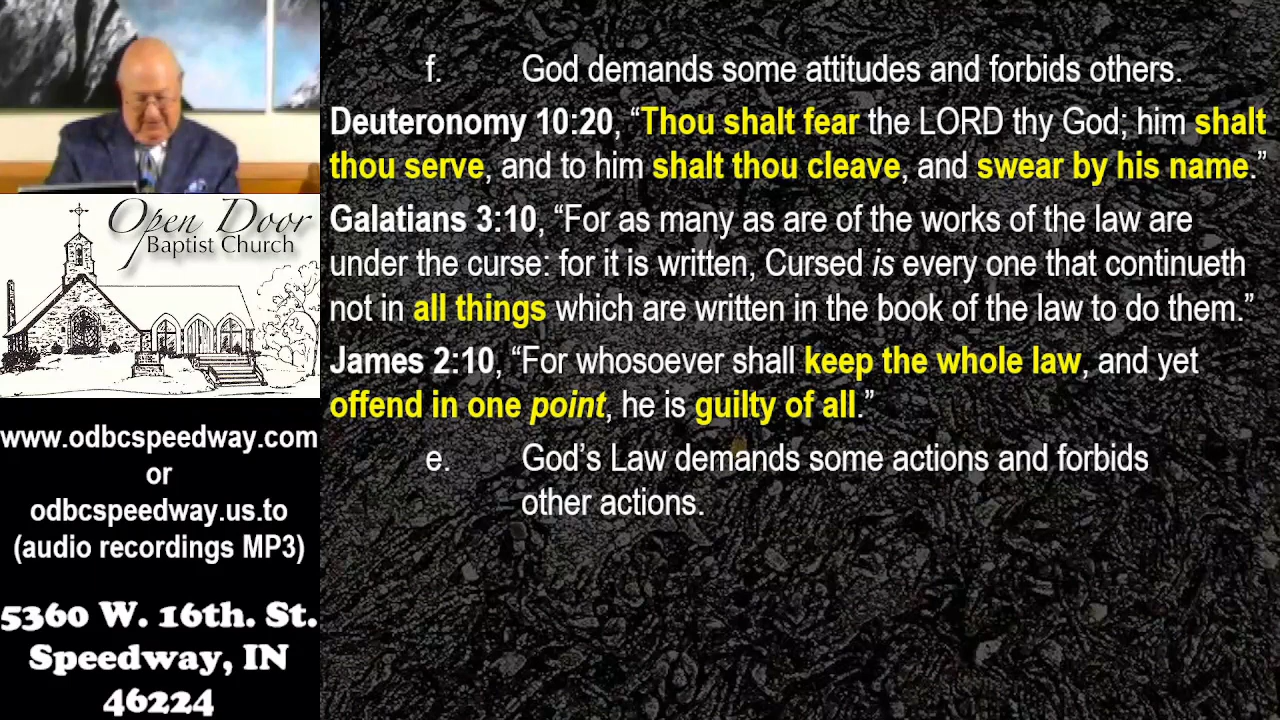 Open Door
Baptist Church
www.odbcspeedway.com
or
odbcspeedway.us.to
(audio recordings MP3)
5360 W. 16th. St.
Speedway, IN
46224
f. God demands some attitudes and forbids others.
Deuteronomy 10:20, “Thou shalt fear the LORD thy God; him shalt
thou serve, and to him shalt thou cleave, and swear by his name.”
Galatians 3:10, “For as many as are of the works of the law are
under the curse: for it is written, Cursed is every one that continueth
not in all things which are written in the book of the law to do them.”
James 2:10, “For whosoever shall keep the whole law, and yet
offend in one point, he is guilty of all.”
e. God’s Law demands some actions and forbids
other actions.